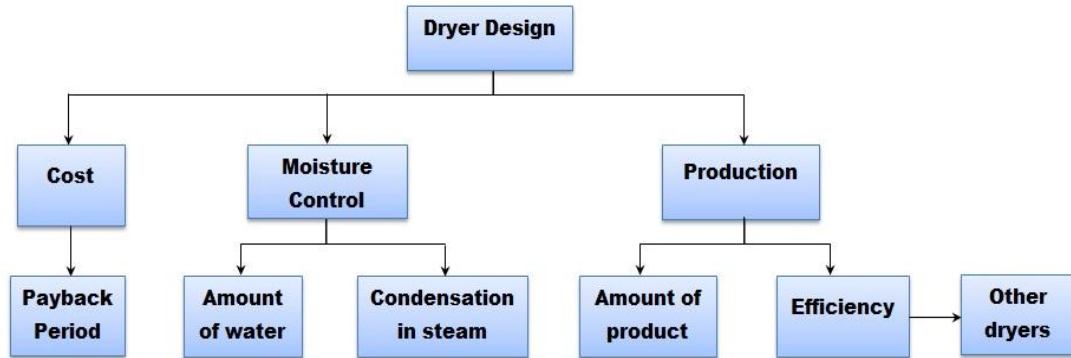 Dryer Design
Cost
Moisture
Control
Production
Payback
Period
Amount
of water
Condensation
in steam
Amount of
product
Efficiency
Other
dryers